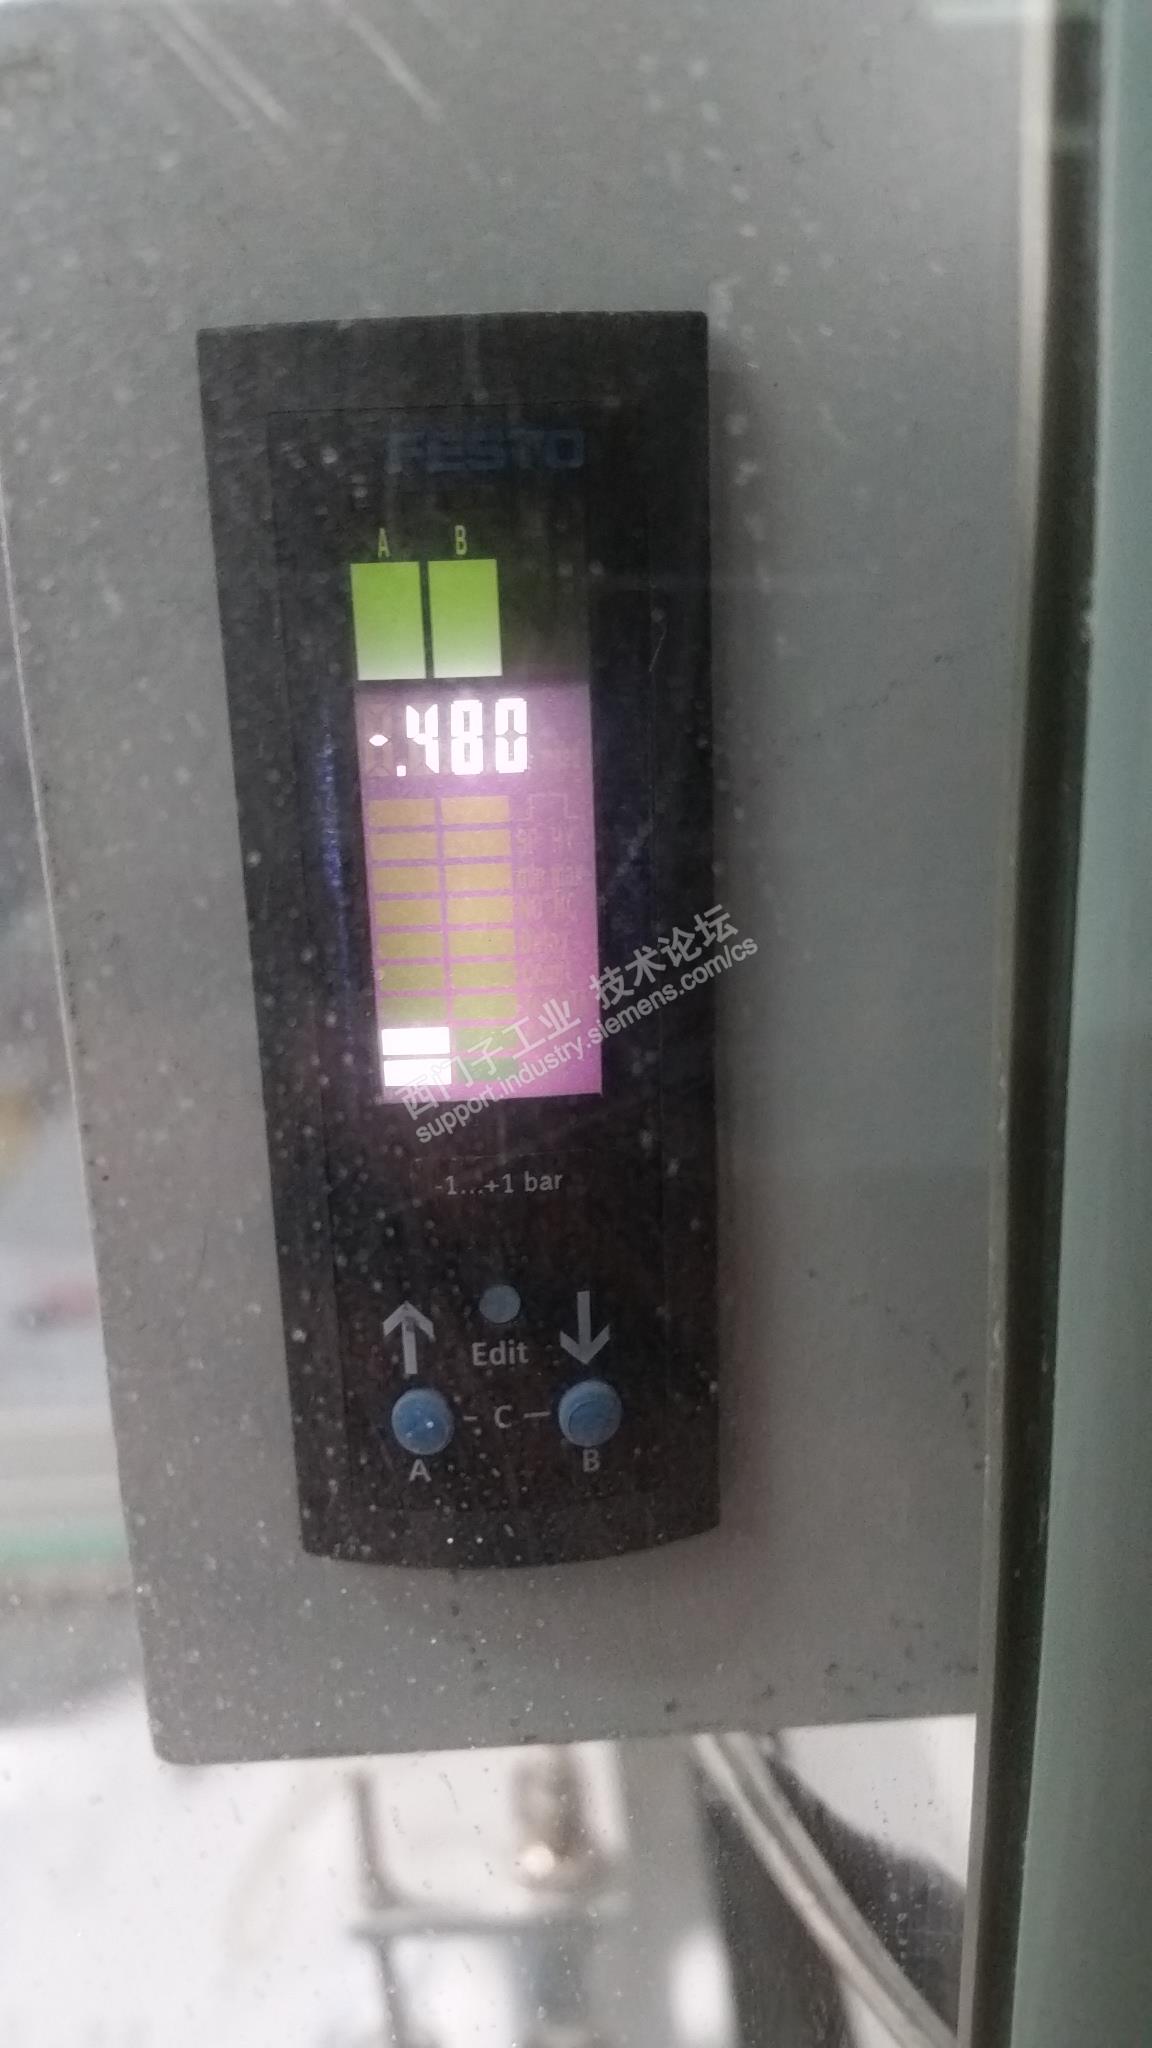 FESTO
A B
-.480
西门子工业 技术论坛
support.industry.siemens.com/cs
-1...+1 bar
Edit
- C -
A B